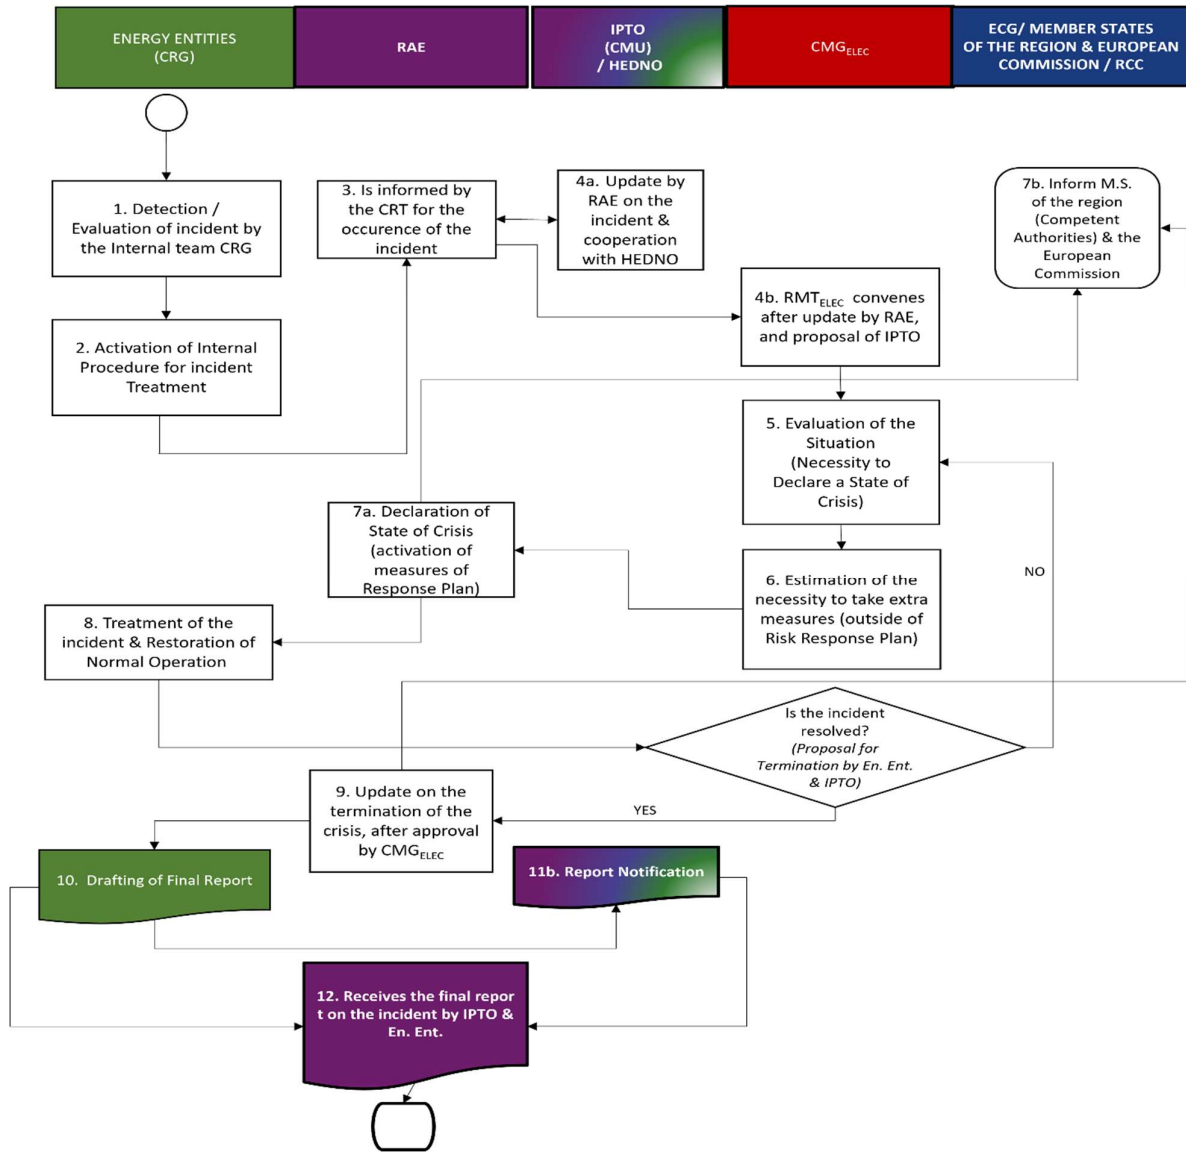 ENERGY ENTITIES
(CRG)
RAE
IPTO
(CMU)
/ HEDNO
CMGELEC
ECG/ MEMBER STATES
OF THE REGION & EUROPEAN
COMMISSION / RCC
1. Detection /
Evaluation of incident by
the Internal team CRG
2. Activation of Internal
Procedure for incident
Treatment
3. Is informed by
the CRT for the
occurence of the
incident
4a. Update by
RAE on the
incident &
cooperation
with HEDNO
4b. RMTELEC convenes
after update by RAE,
and proposal of IPTO
7b. Inform M.S.
of the region
(Competent
Authorities) & the
European
Commission
5. Evaluation of the
Situation
(Necessity to
Declare a State of
Crisis)
6. Estimation of the
necessity to take extra
measures (outside of
Risk Response Plan)
NO
7a. Declaration of
State of Crisis
(activation of
measures of
Response Plan)
8. Treatment of the
incident & Restoration of
Normal Operation
Is the incident
resolved?
(Proposal for
Termination by En. Ent.
& IPTO)
YES
9. Update on the
termination of the
crisis, after approval
by CMGELEC
10. Drafting of Final Report
11b. Report Notification
12. Receives the final repor
t on the incident by IPTO &
En. Ent.